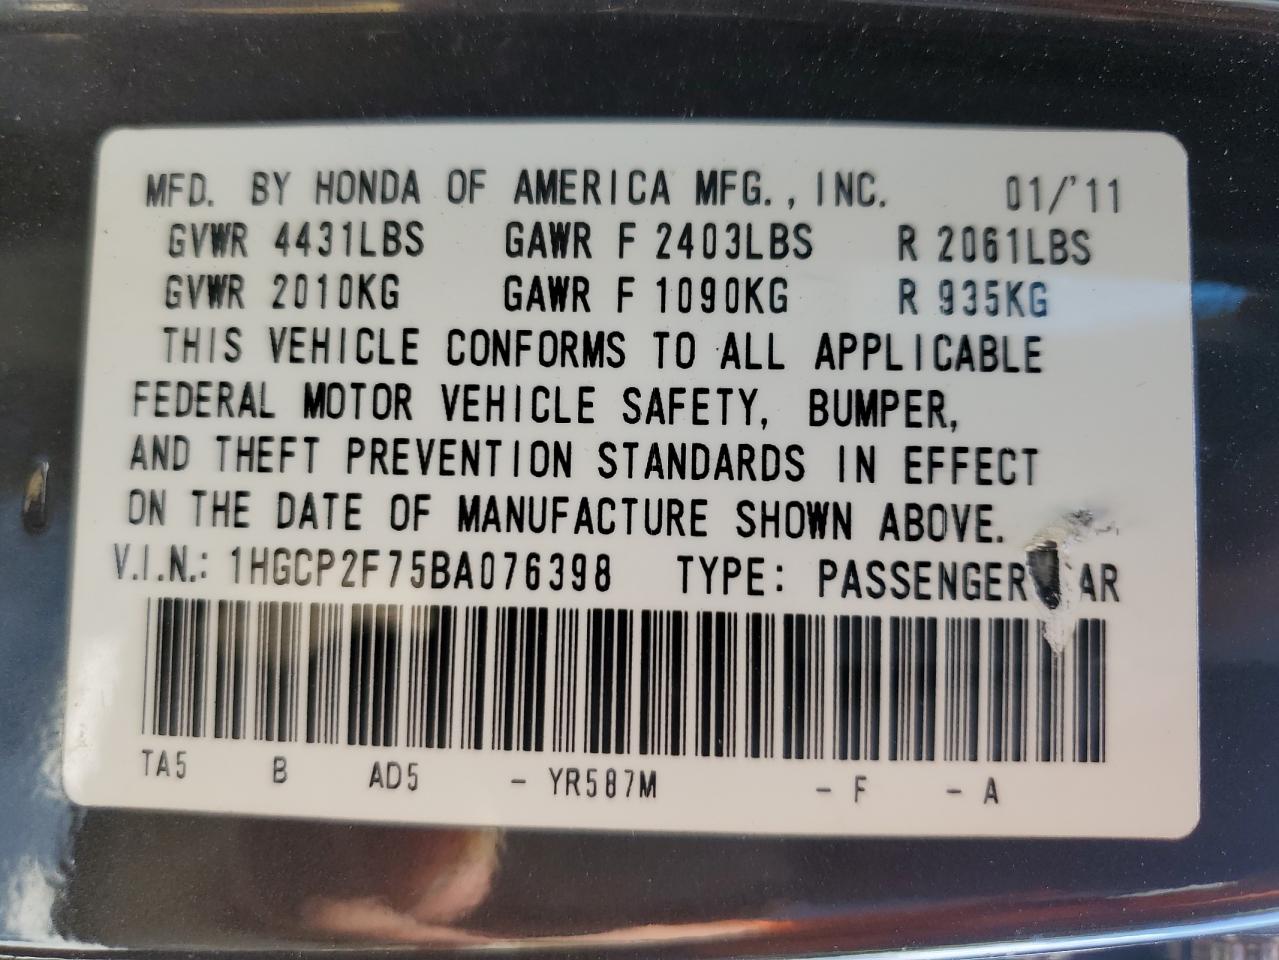 MFD. BY HONDA OF AMERICA MFG., INC. 01/'11
GVWR 4431LBS GAWR F 2403LBS R 2061LBS
GVWR 2010KG GAWR F 1090KG R 935KG
THIS VEHICLE CONFORMS TO ALL APPLICABLE
FEDERAL MOTOR VEHICLE SAFETY, BUMPER,
AND THEFT PREVENTION STANDARDS IN EFFECT
ON THE DATE OF MANUFACTURE SHOWN ABOVE.
V.I.N.: 1HGCP2F75BA076398 TYPE: PASSENGER AR
TA5 B AD5 - YR587M - F - A